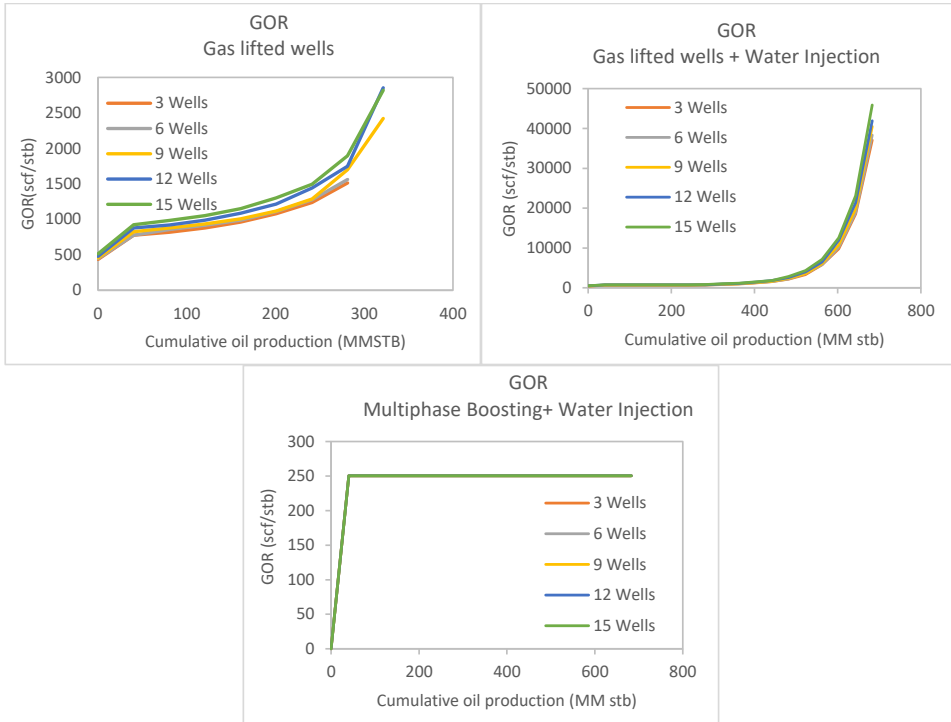 GOR
Gas lifted wells
3000
2500
2000
1500
1000
500
0
GOR(scf/stb)
3 Wells
6 Wells
9 Wells
12 Wells
15 Wells
0 100 200 300 400
Cumulative oil production (MMSTB)
GOR
Gas lifted wells + Water Injection
50000
40000
30000
20000
10000
0
GOR (scf/stb)
3 Wells
6 Wells
9 Wells
12 Wells
15 Wells
0 200 400 600 800
Cumulative oil production (MM stb)
GOR
Multiphase Boosting+ Water Injection
300
250
200
150
100
50
0
GOR (scf/stb)
3 Wells
6 Wells
9 Wells
12 Wells
15 Wells
0 200 400 600 800
Cumulative oil production (MM stb)